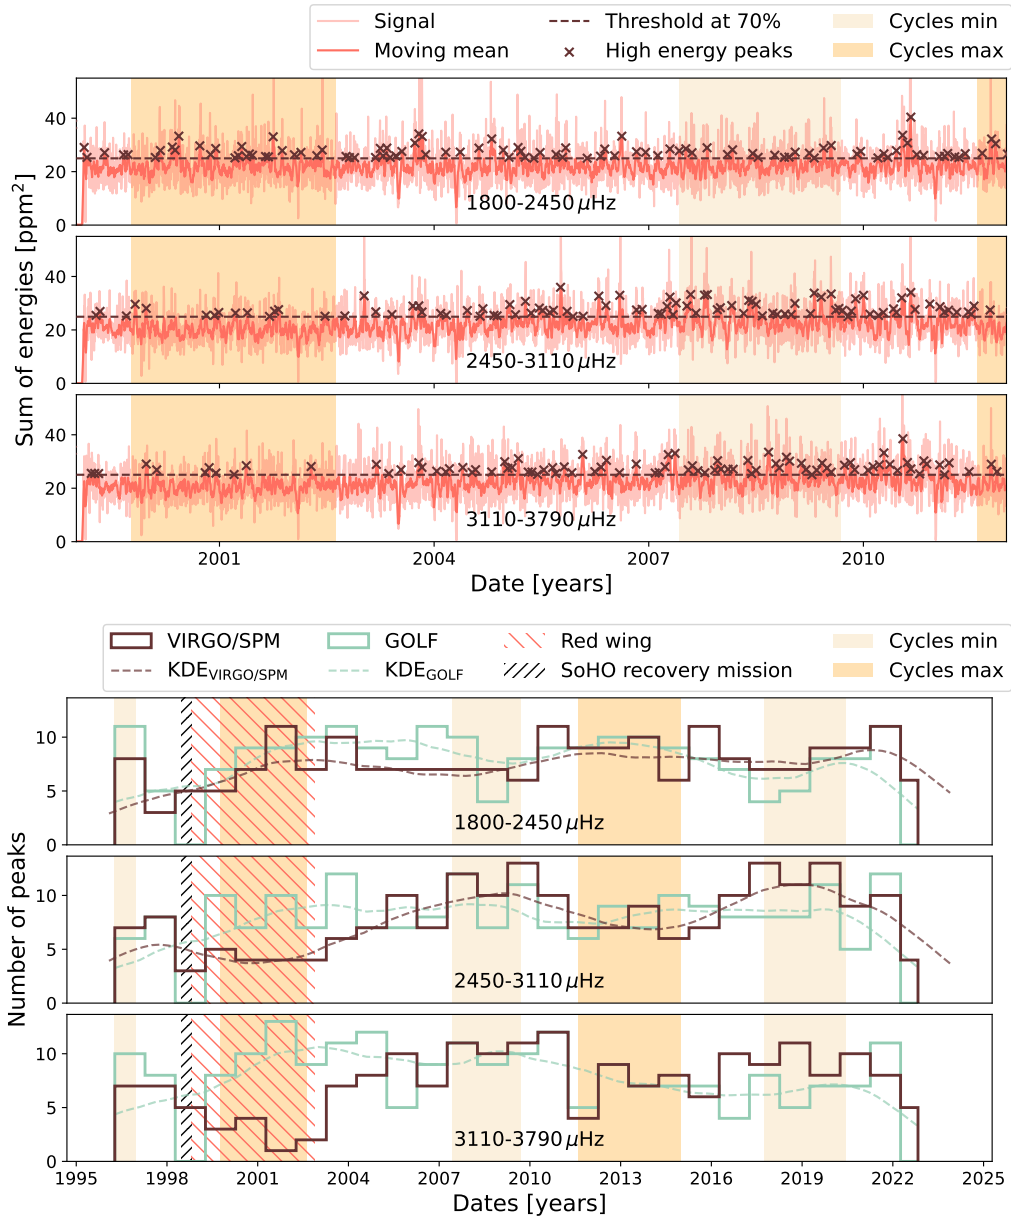 Signal
Threshold at 70%
Cycles min
Moving mean
High energy peaks
Cycles max
Sum of energies [ppm²]
40
20
0
1800-2450 μHz
40
20
0
2450-3110 μHz
40
20
0
3110-3790 μHz
2001
2004
2007
2010
Date [years]
VIRGO/SPM
GOLF
Red wing
Cycles min
KDE_VIRGO/SPM
KDE_GOLF
SoHO recovery mission
Cycles max
Number of peaks
10
5
0
1800-2450 μHz
10
5
0
2450-3110 μHz
10
5
0
3110-3790 μHz
1995
1998
2001
2004
2007
2010
2013
2016
2019
2022
2025
Dates [years]